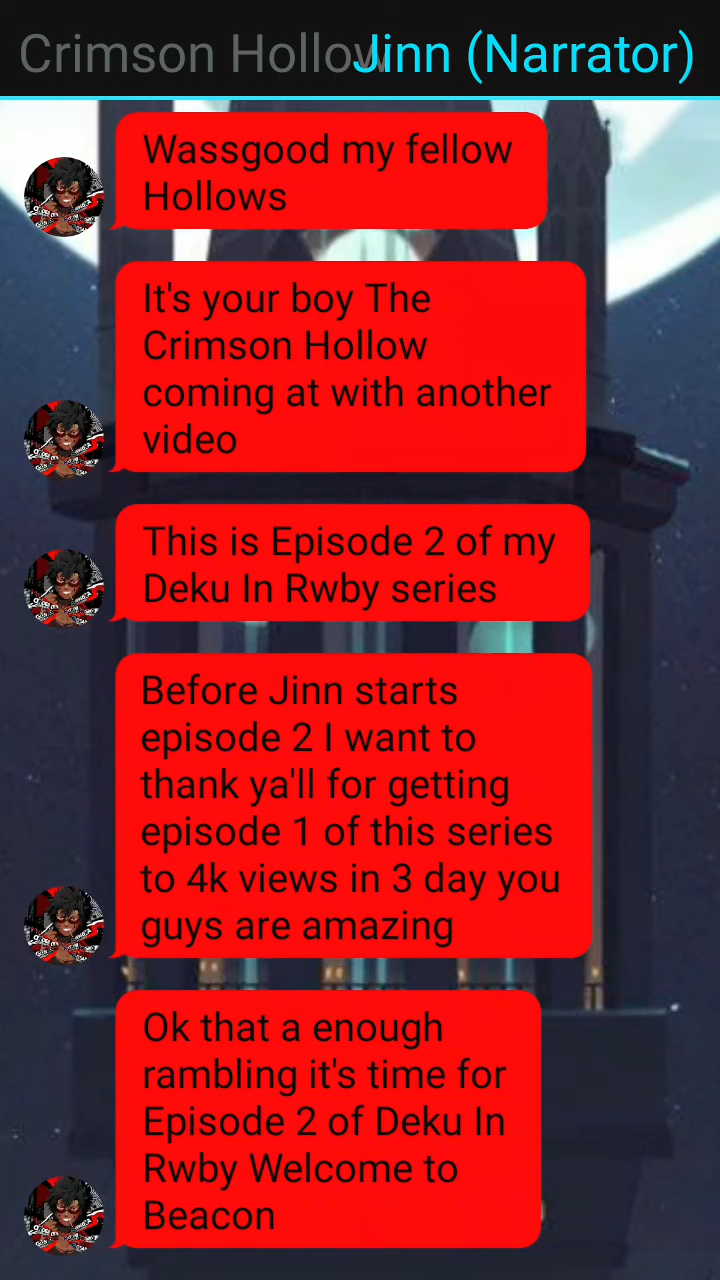 Crimson Hollow
Jinn (Narrator)
Wassgood my fellow
Hollows
It's your boy The
Crimson Hollow
coming at with another
video
This is Episode 2 of my
Deku In Rwby series
Before Jinn starts
episode 2 I want to
thank ya'll for getting
episode 1 of this series
to 4k views in 3 day you
guys are amazing
Ok that a enough
rambling it's time for
Episode 2 of Deku In
Rwby Welcome to
Beacon